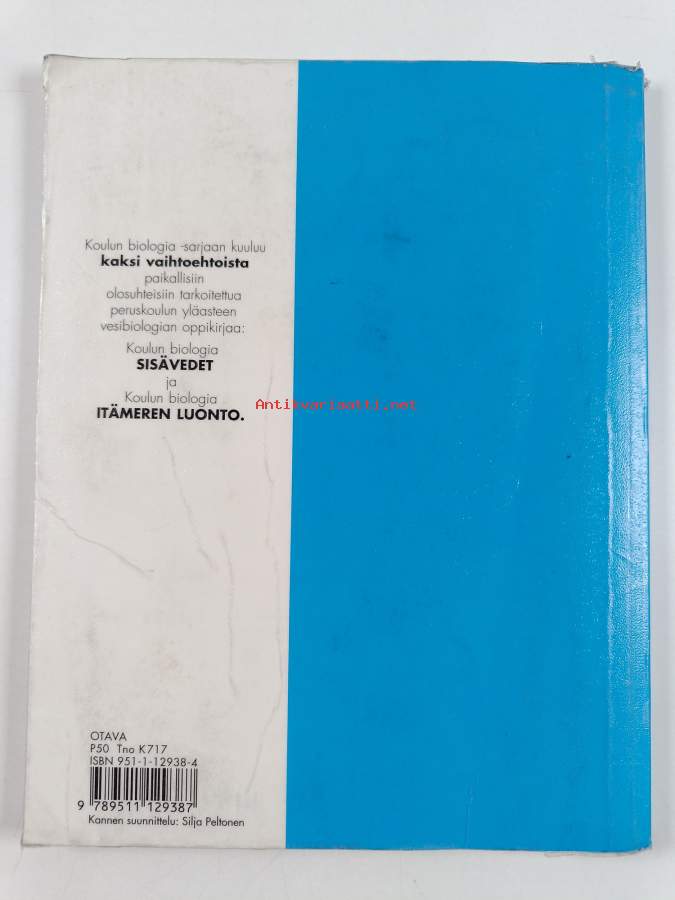 Koulun biologia -sarjaan kuuluu
kaksi vaihtoehtoista
paikallisiin
olosuhteisiin tarkoitettua
peruskoulun yläasteen
vesibiologian oppikirjaa:
Koulun biologia
SISÄVEDET
ja
Koulun biologia
ITÄMEREN LUONTO.
Antikvariaatti.net
OTAVA
P50 Tno K717
ISBN 951-1-12938-4
9 789511 129387
Kannen suunnittelu: Silja Peltonen